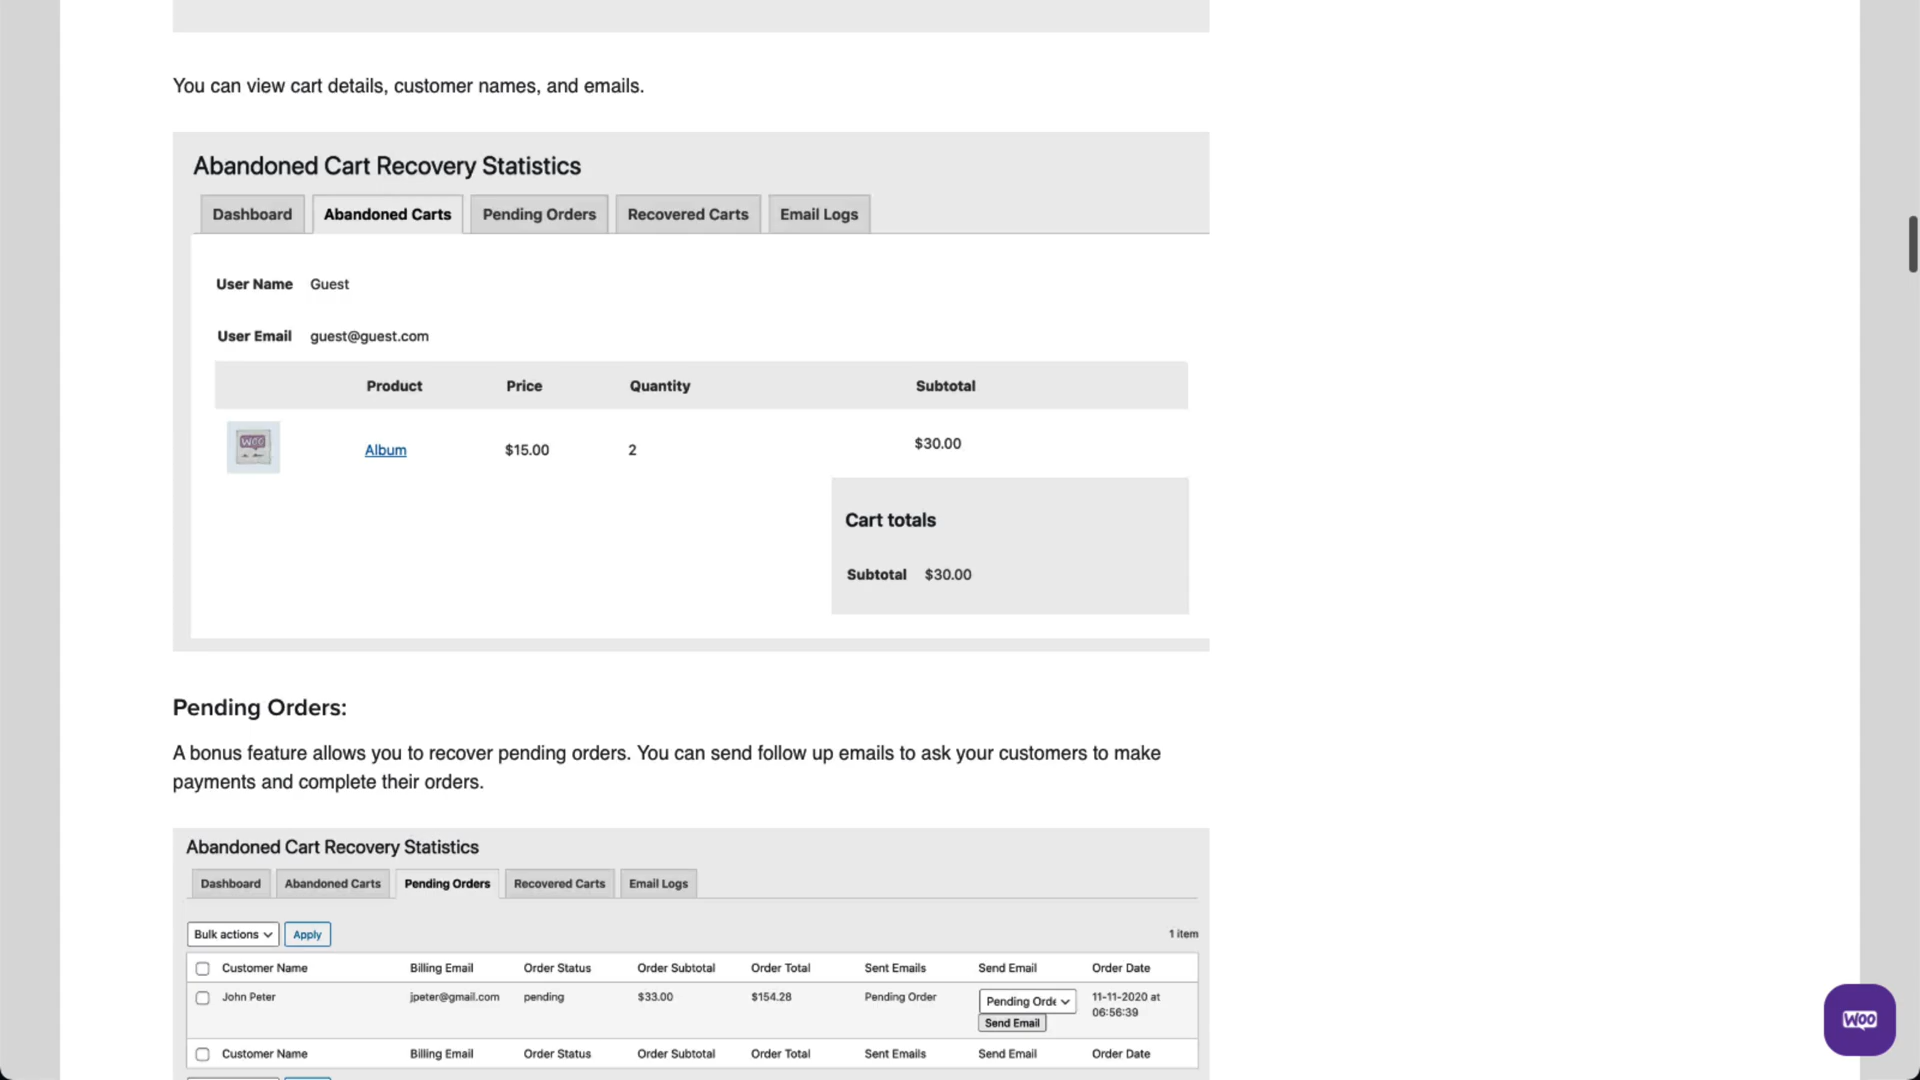 You can view cart details, customer names, and emails.
Abandoned Cart Recovery Statistics
Dashboard Abandoned Carts Pending Orders Recovered Carts Email Logs
User Name Guest
User Email guest@guest.com
Product Price Quantity Subtotal
WOO Album $15.00 2 $30.00
Cart totals
Subtotal $30.00
Pending Orders:
A bonus feature allows you to recover pending orders. You can send follow up emails to ask your customers to make
payments and complete their orders.
Abandoned Cart Recovery Statistics
Dashboard Abandoned Carts Pending Orders Recovered Carts Email Logs
Bulk actions Apply 1 item
Customer Name Billing Email Order Status Order Subtotal Order Total Sent Emails Send Email Order Date
John Peter jpeter@gmail.com pending $33.00 $154.28 Pending Order Pending Orde 11-11-2020 at
06:56:39
Send Email
Customer Name Billing Email Order Status Order Subtotal Order Total Sent Emails Send Email Order Date
WOO